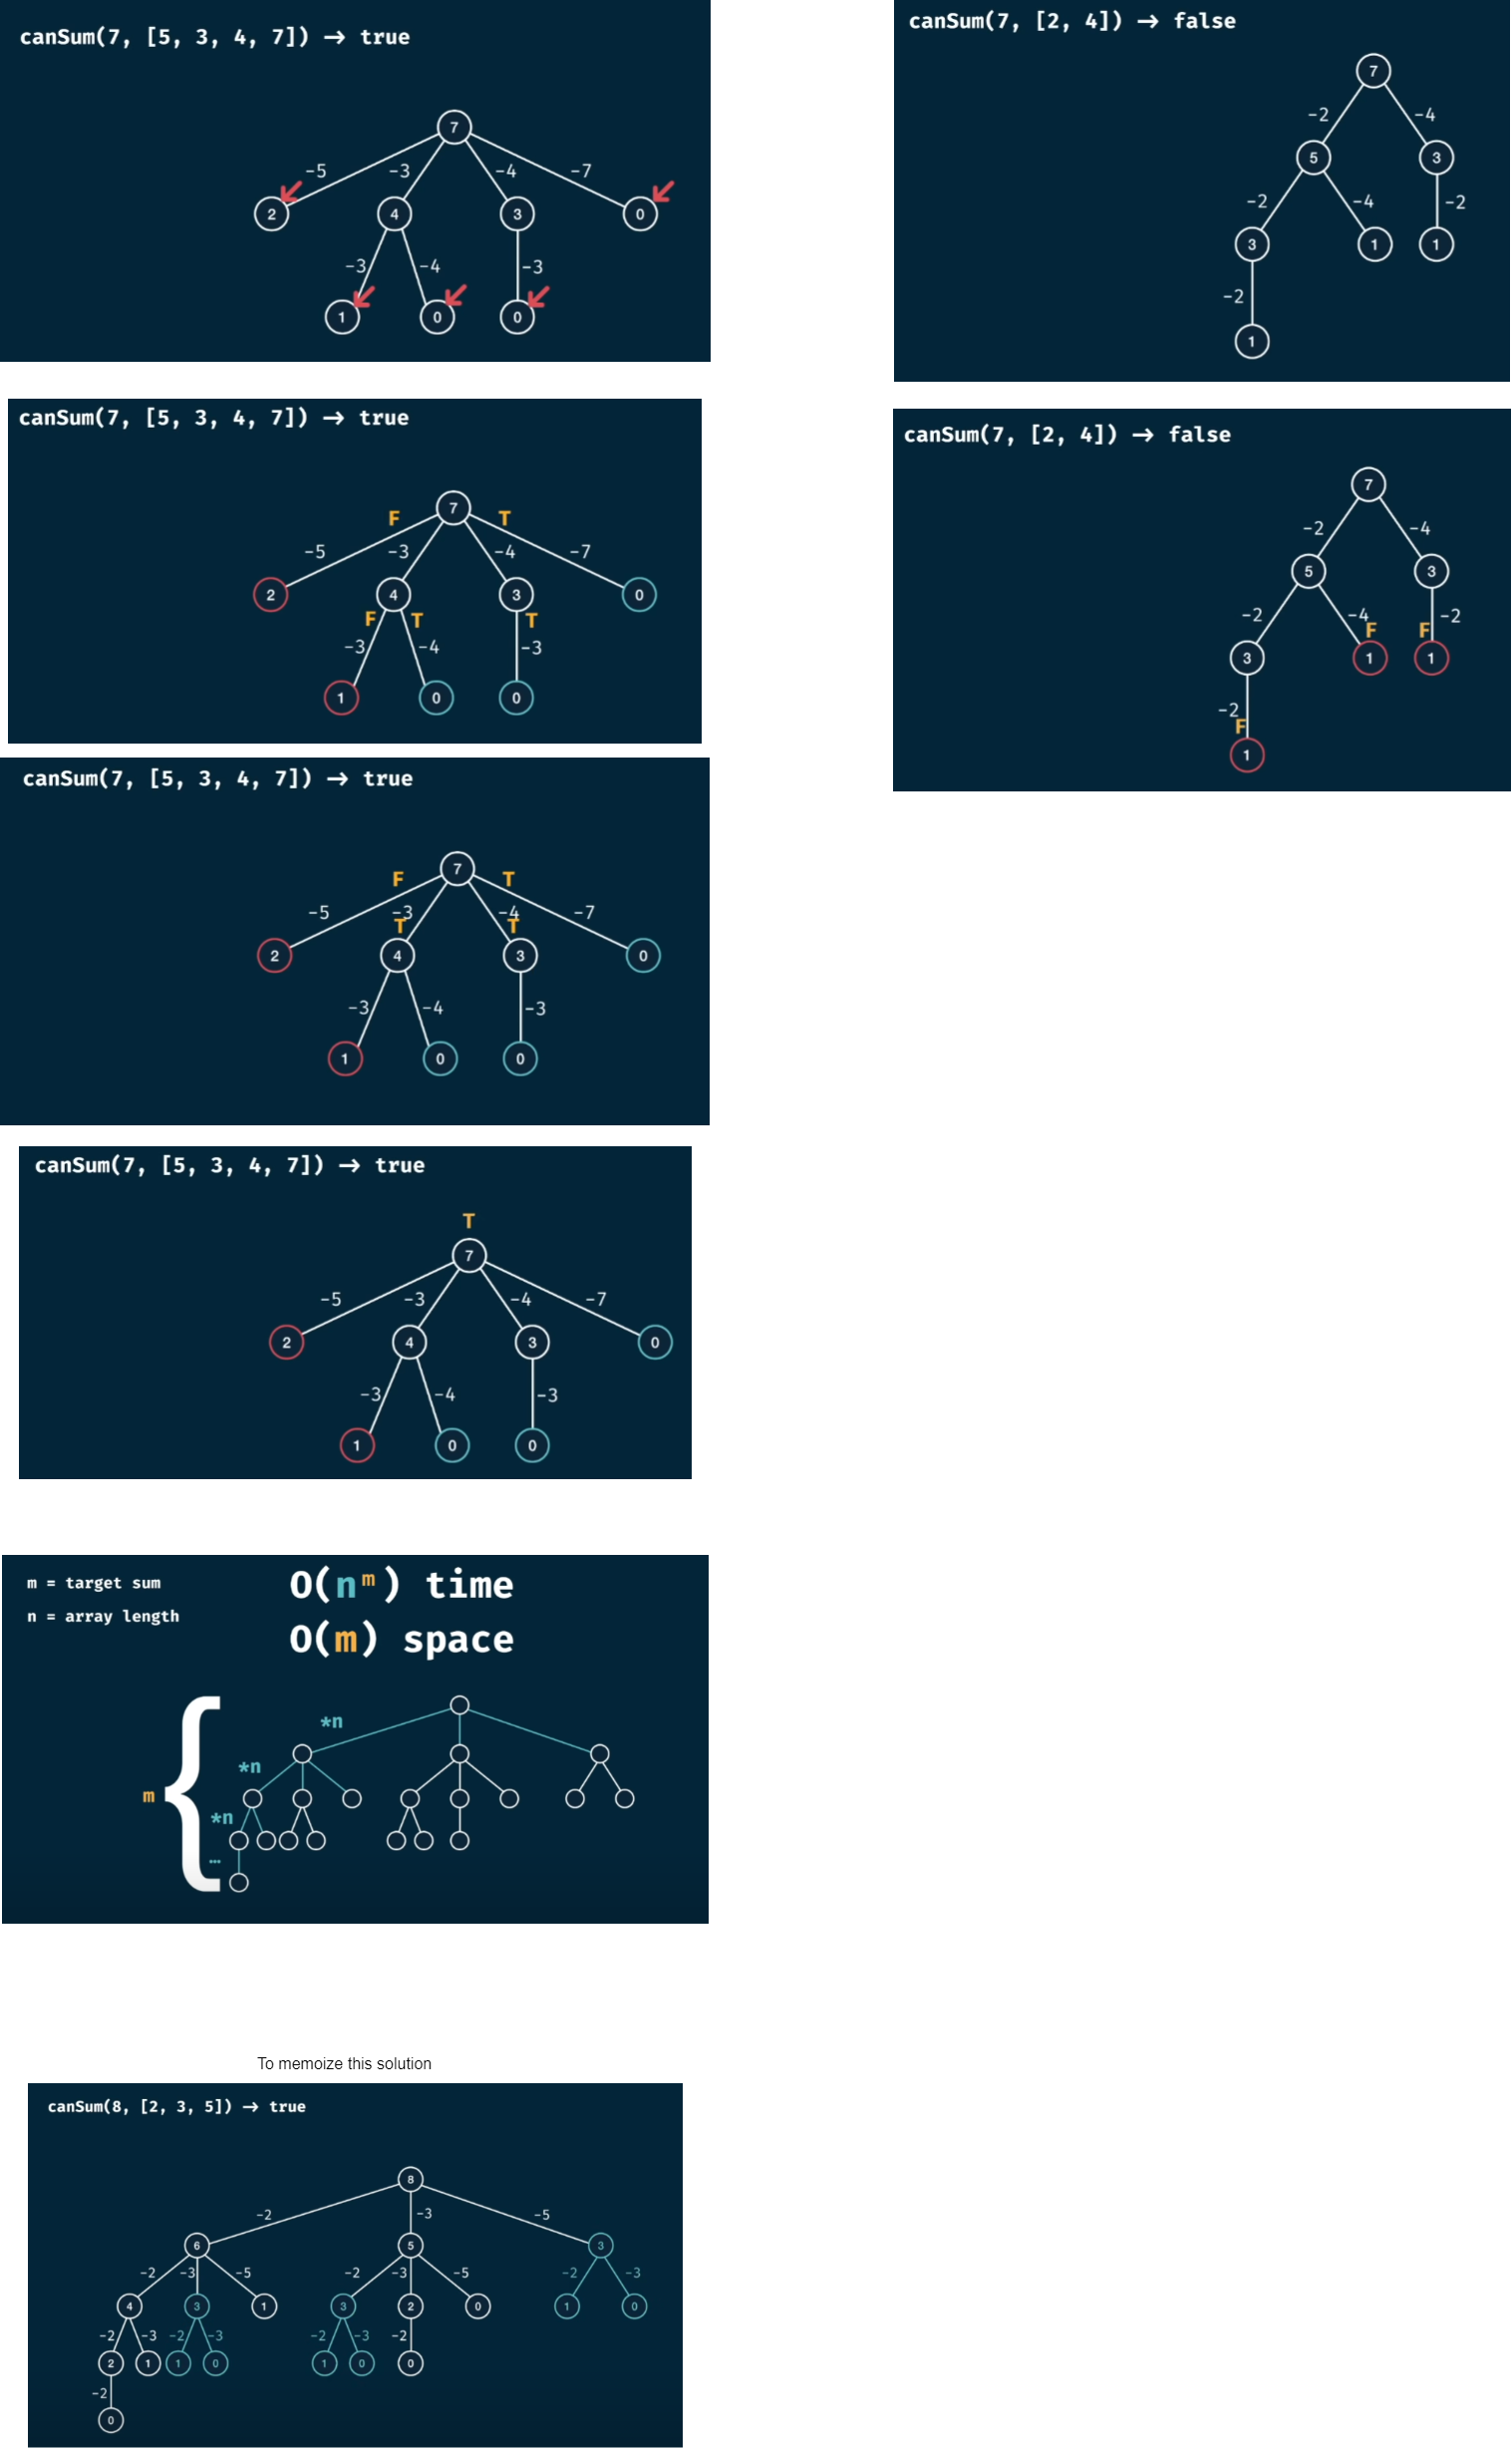 canSum(7, [5, 3, 4, 7]) → true
7
-5 -3 -4 -7
2 4 3 0
-3 -4 -3
1 0 0
canSum(7, [2, 4]) → false
7
-2 -4
5 3
-2 -4 -2
3 1 1
-2
1
canSum(7, [5, 3, 4, 7]) → true
7
F T
-5 -3 -4 -7
2 4 3 0
F T T
-3 -4 -3
1 0 0
canSum(7, [2, 4]) → false
7
-2 -4
5 3
-2 -4 -2
F F
3 1 1
-2
F
1
canSum(7, [5, 3, 4, 7]) → true
7
F T
-5 -3 -4 -7
T T
2 4 3 0
-3 -4 -3
1 0 0
canSum(7, [5, 3, 4, 7]) → true
T
7
-5 -3 -4 -7
2 4 3 0
-3 -4 -3
1 0 0
m = target sum
n = array length
O(nᵐ) time
O(m) space
*n
*n
m
*n
...
To memoize this solution
canSum(8, [2, 3, 5]) → true
8
-2 -3 -5
6 5 3
-2 -3 -5 -2 -3 -5 -2 -3
4 3 1 3 2 0 1 0
-2 -3 -2 -3 -2 -3 -2
2 1 1 0 1 0 0
-2
0